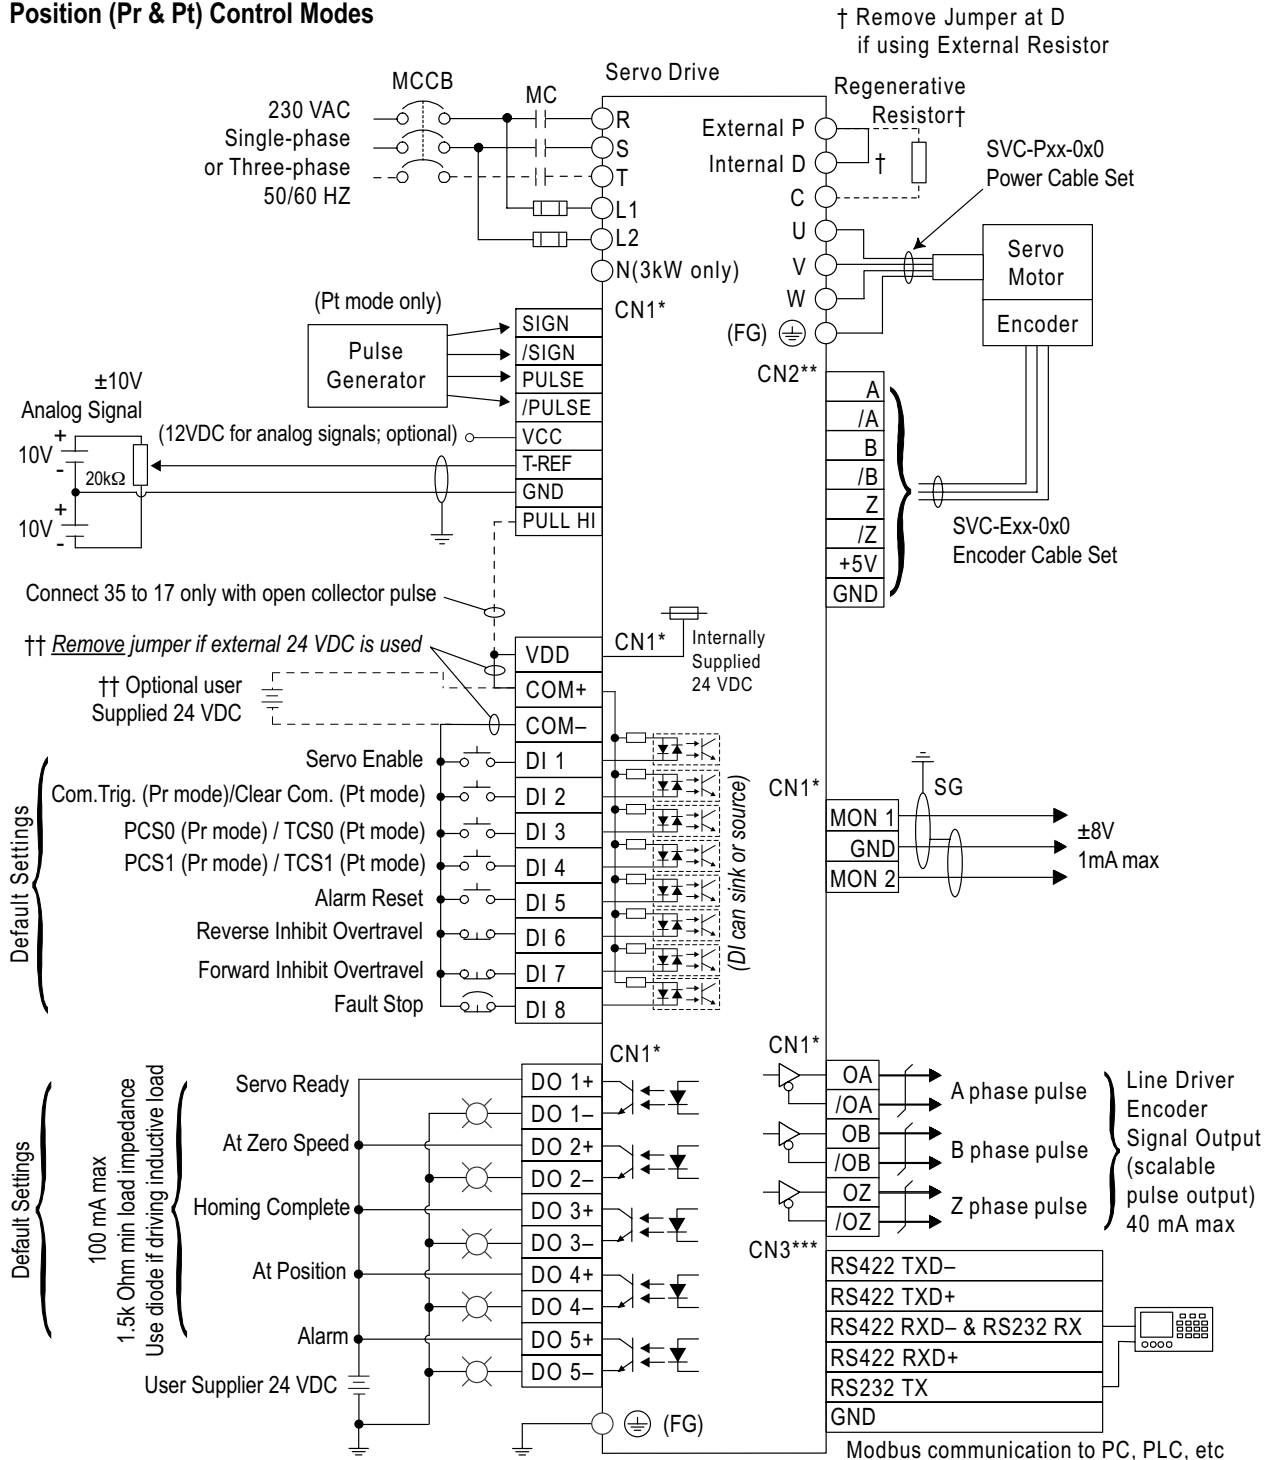 Position (Pr & Pt) Control Modes
† Remove Jumper at D
if using External Resistor
MCCB
MC
Servo Drive
230 VAC
Single-phase
or Three-phase
50/60 HZ
R
S
T
L1
L2
N(3kW only)
External P
Internal D
C
U
V
W
(FG)
Regenerative
Resistor†
†
SVC-Pxx-0x0
Power Cable Set
Servo
Motor
Encoder
(Pt mode only)
Pulse
Generator
CN1*
SIGN
/SIGN
PULSE
/PULSE
VCC
T-REF
GND
PULL HI
±10V
Analog Signal
(12VDC for analog signals; optional)
+
10V
-
20kΩ
+
10V
-
CN2**
A
/A
B
/B
Z
/Z
+5V
GND
SVC-Exx-0x0
Encoder Cable Set
Connect 35 to 17 only with open collector pulse
†† Remove jumper if external 24 VDC is used
†† Optional user
Supplied 24 VDC
CN1*
Internally
Supplied
24 VDC
VDD
COM+
COM–
DI 1
DI 2
DI 3
DI 4
DI 5
DI 6
DI 7
DI 8
Default Settings
Servo Enable
Com.Trig. (Pr mode)/Clear Com. (Pt mode)
PCS0 (Pr mode) / TCS0 (Pt mode)
PCS1 (Pr mode) / TCS1 (Pt mode)
Alarm Reset
Reverse Inhibit Overtravel
Forward Inhibit Overtravel
Fault Stop
(DI can sink or source)
CN1*
SG
MON 1
GND
MON 2
±8V
1mA max
Default Settings
100 mA max
1.5k Ohm min load impedance
Use diode if driving inductive load
Servo Ready
At Zero Speed
Homing Complete
At Position
Alarm
User Supplier 24 VDC
CN1*
DO 1+
DO 1–
DO 2+
DO 2–
DO 3+
DO 3–
DO 4+
DO 4–
DO 5+
DO 5–
(FG)
CN1*
OA
/OA
OB
/OB
OZ
/OZ
A phase pulse
B phase pulse
Z phase pulse
Line Driver
Encoder
Signal Output
(scalable
pulse output)
40 mA max
CN3***
RS422 TXD–
RS422 TXD+
RS422 RXD– & RS232 RX
RS422 RXD+
RS232 TX
GND
Modbus communication to PC, PLC, etc